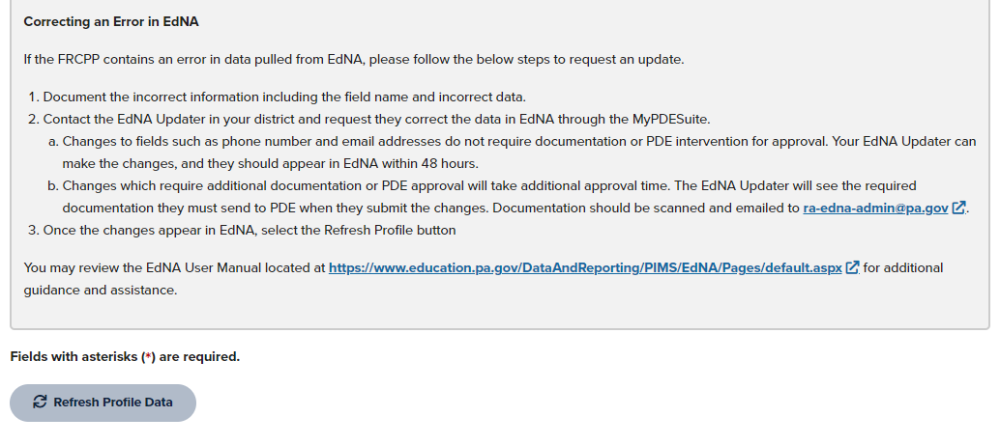 Correcting an Error in EdNA
If the FRCPP contains an error in data pulled from EdNA, please follow the below steps to request an update.
1. Document the incorrect information including the field name and incorrect data.
2. Contact the EdNA Updater in your district and request they correct the data in EdNA through the MyPDESuite.
a. Changes to fields such as phone number and email addresses do not require documentation or PDE intervention for approval. Your EdNA Updater can
make the changes, and they should appear in EdNA within 48 hours.
b. Changes which require additional documentation or PDE approval will take additional approval time. The EdNA Updater will see the required
documentation they must send to PDE when they submit the changes. Documentation should be scanned and emailed to ra-edna-admin@pa.gov.
3. Once the changes appear in EdNA, select the Refresh Profile button
You may review the EdNA User Manual located at https://www.education.pa.gov/DataAndReporting/PIMS/EdNA/Pages/default.aspx for additional
guidance and assistance.
Fields with asterisks (*) are required.
Refresh Profile Data